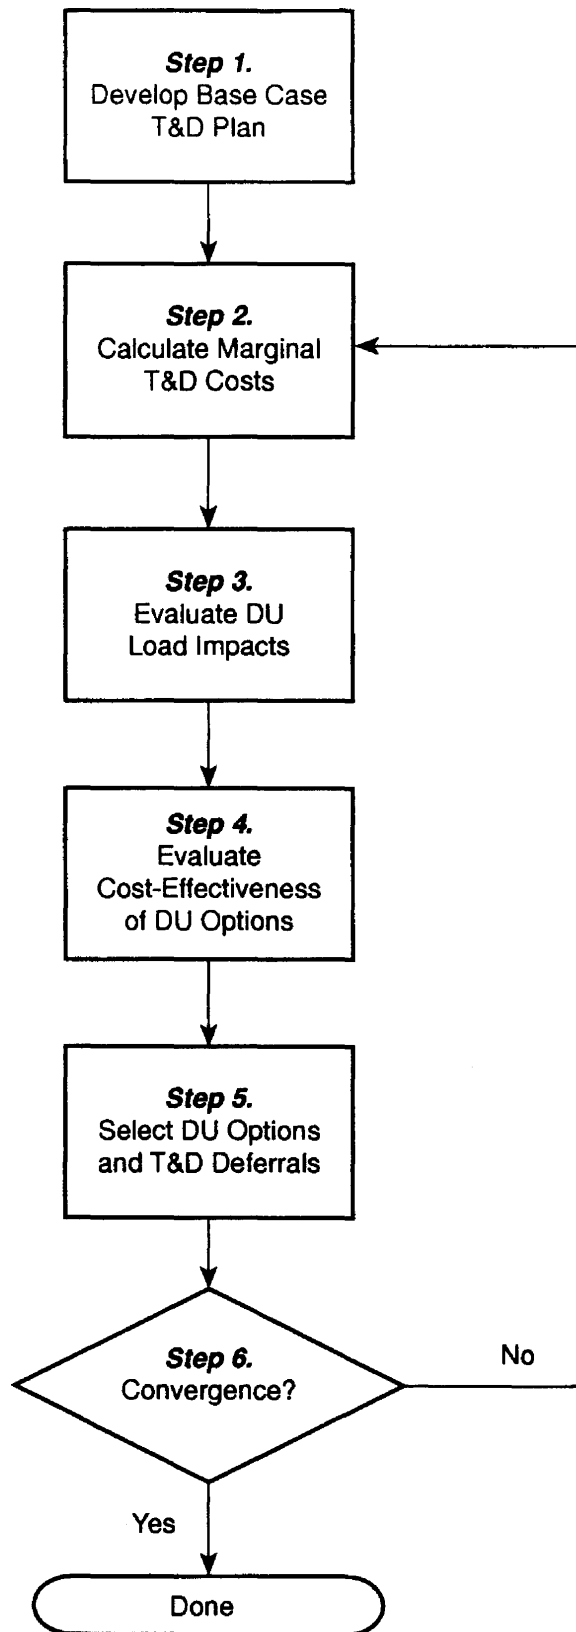 Step 1.
Develop Base Case
T&D Plan
Step 2.
Calculate Marginal
T&D Costs
Step 3.
Evaluate DU
Load Impacts
Step 4.
Evaluate
Cost-Effectiveness
of DU Options
Step 5.
Select DU Options
and T&D Deferrals
Step 6.
Convergence?
No
Yes
Done